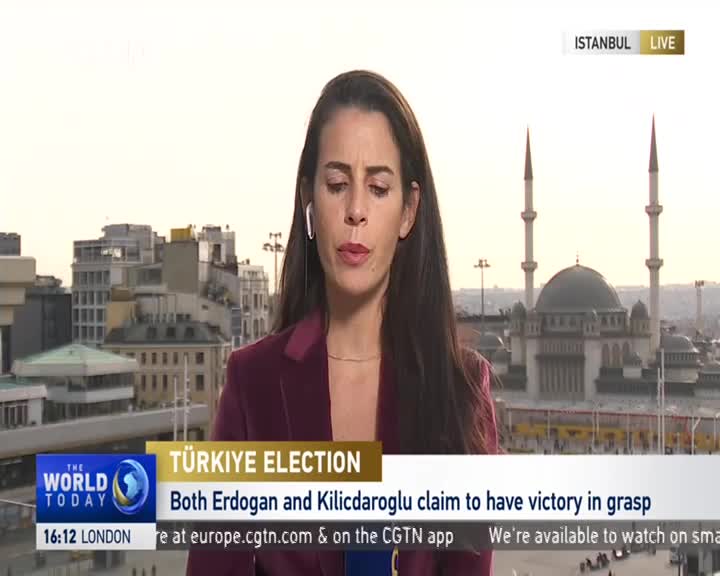 ISTANBUL LIVE
TÜRKIYE ELECTION
THE
WORLD
TODAY
Both Erdogan and Kilicdaroglu claim to have victory in grasp
16:12 LONDON
re at europe.cgtn.com & on the CGTN app We're available to watch on sma